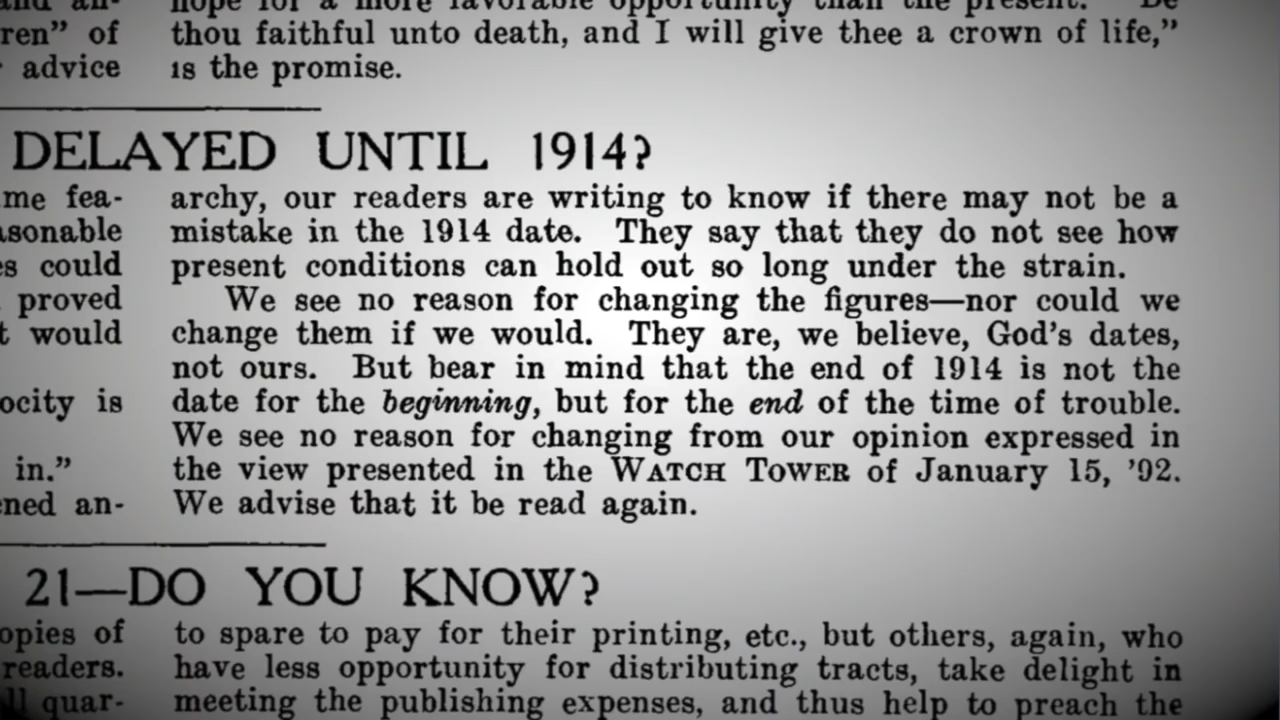 ren" of
advice
hope for a more favorable opportunity than the present. "Be
thou faithful unto death, and I will give thee a crown of life,"
is the promise.
DELAYED UNTIL 1914?
me fea-
could
proved
would
is
in."
an-
archy, our readers are writing to know if there may not be a
mistake in the 1914 date. They say that they do not see how
present conditions can hold out so long under the strain.
We see no reason for changing the figures—nor could we
change them if we would. They are, we believe, God's dates,
not ours. But bear in mind that the end of 1914 is not the
date for the beginning, but for the end of the time of trouble.
We see no reason for changing from our opinion expressed in
the view presented in the WATCH TOWER of January 15, '92.
We advise that it be read again.
21—DO YOU KNOW?
opies of
readers.
quar-
to spare to pay for their printing, etc., but others, again, who
have less opportunity for distributing tracts, take delight in
meeting the publishing expenses, and thus help to preach the